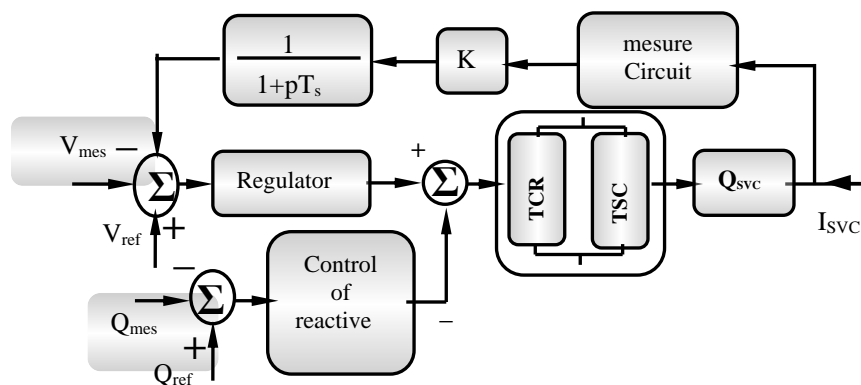 1
1+pTs
K
mesure
Circuit
Vmes
−
Σ
Regulator
+
Σ
TCR
TSC
Qsvc
ISVC
Vref
+
−
Qmes
Σ
+
Qref
Control
of
reactive
−